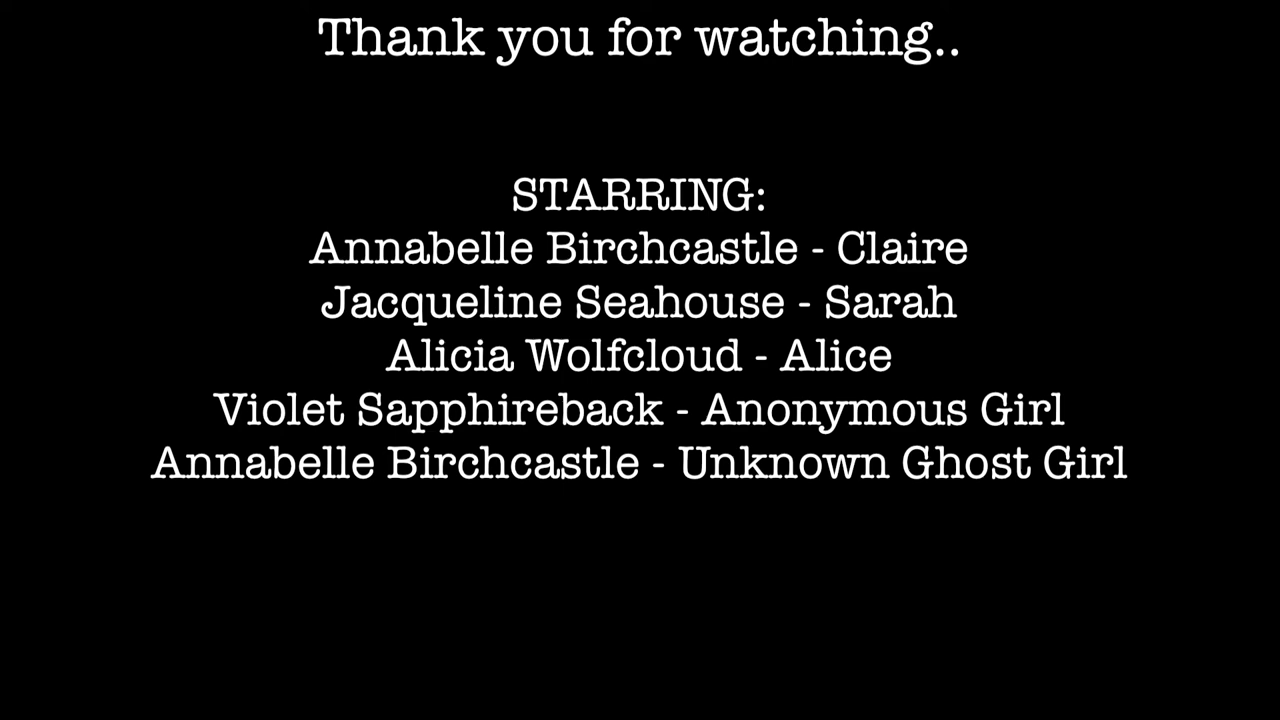 Thank you for watching..
STARRING:
Annabelle Birchcastle - Claire
Jacqueline Seahouse - Sarah
Alicia Wolfcloud - Alice
Violet Sapphireback - Anonymous Girl
Annabelle Birchcastle - Unknown Ghost Girl